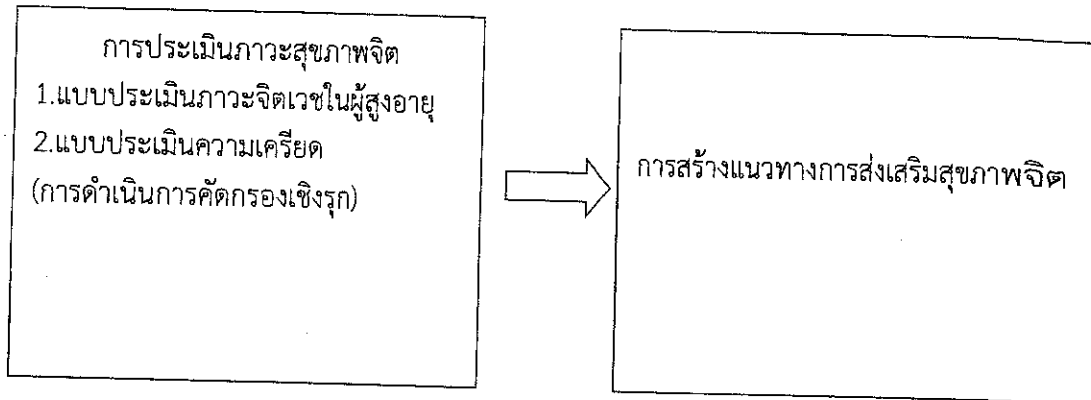 การประเมินภาวะสุขภาพจิต
1.แบบประเมินภาวะจิตเวชในผู้สูงอายุ
2.แบบประเมินความเครียด
(การดำเนินการคัดกรองเชิงรุก)
การสร้างแนวทางการส่งเสริมสุขภาพจิต